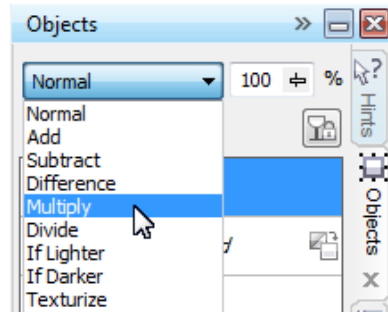 Objects
Normal 100 %
Normal
Add
Subtract
Difference
Multiply
Divide
If Lighter
If Darker
Texturize
Hints
Objects